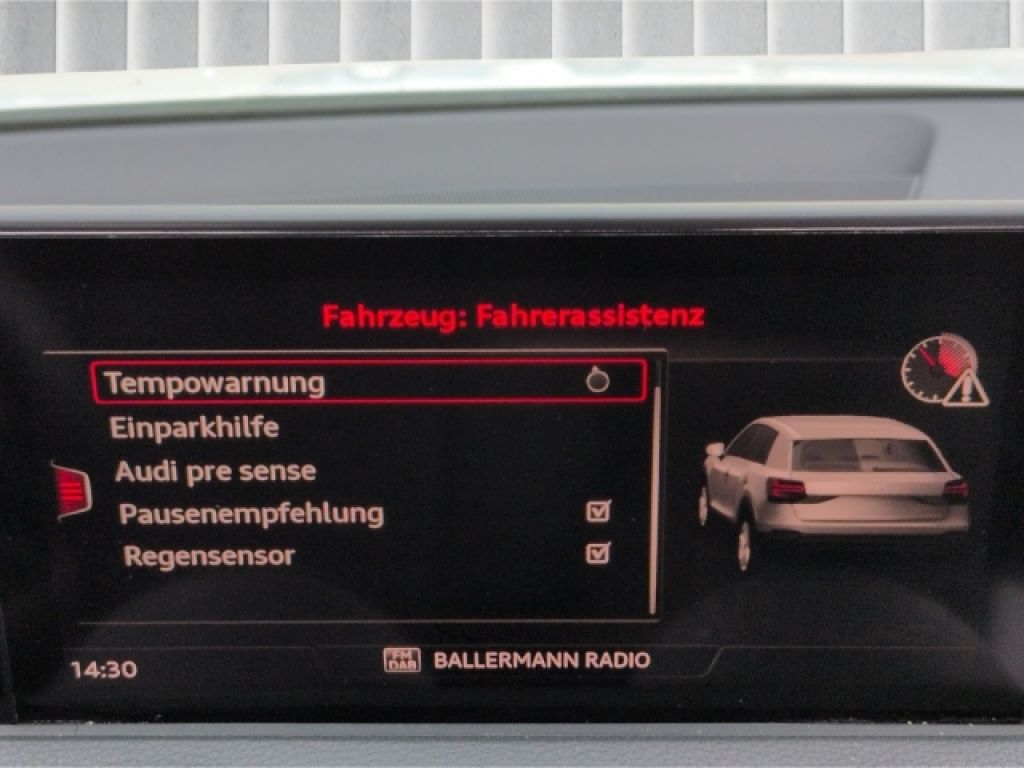 Fahrzeug: Fahrerassistenz
Tempowarnung
Einparkhilfe
Audi pre sense
Pausenempfehlung
Regensensor
14:30
FM
DAB
BALLERMANN RADIO